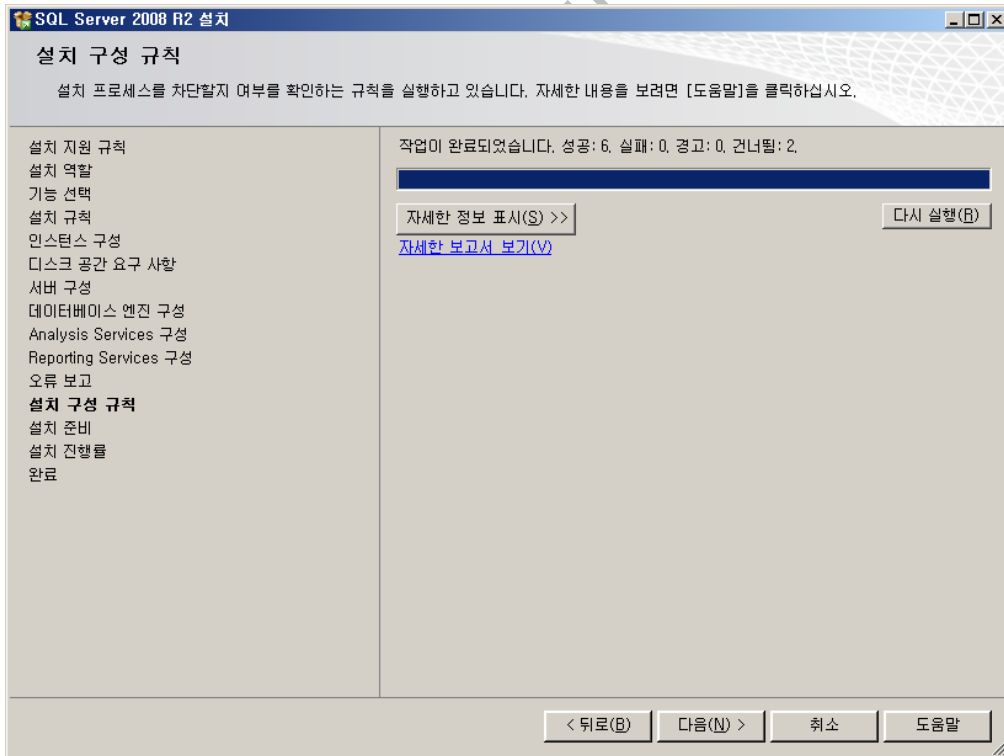 SQL Server 2008 R2 설치
설치 구성 규칙
설치 프로세스를 차단할지 여부를 확인하는 규칙을 실행하고 있습니다. 자세한 내용을 보려면 [도움말]을 클릭하십시오.
설치 지원 규칙
설치 역할
기능 선택
설치 규칙
인스턴스 구성
디스크 공간 요구 사항
서버 구성
데이터베이스 엔진 구성
Analysis Services 구성
Reporting Services 구성
오류 보고
설치 구성 규칙
설치 준비
설치 진행률
완료
작업이 완료되었습니다. 성공: 6, 실패: 0, 경고: 0, 건너뜀: 2.
자세한 정보 표시(S) >>
다시 실행(R)
자세한 보고서 보기(V)
< 뒤로(B)
다음(N) >
취소
도움말